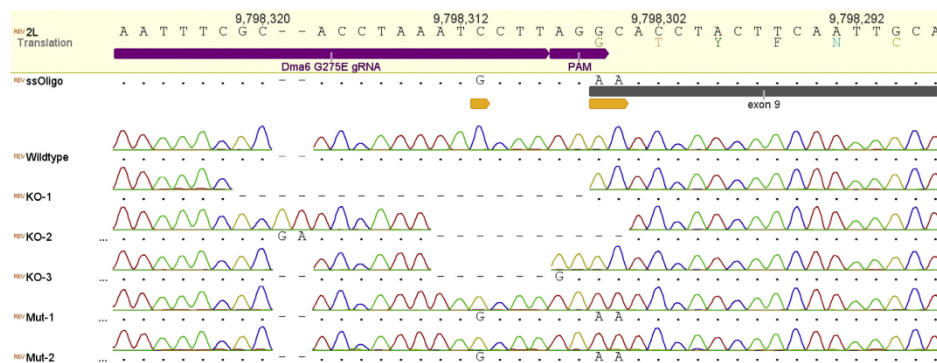 9,798,320 9,798,312 9,798,302 9,798,292
REV 2L A A T T T C G C - - A C C T A A A T C C T T A G G C A C C T A C T T C A A T T G C A
Translation G T Y F N C
Dma6 G275E gRNA PAM
REV ssOligo - - G A A
exon 9
REV Wildtype - -
REV KO-1 - - - - - - - - - - - - - - - - - -
REV KO-2 ... G A - - - - - - - - - -
REV KO-3 ... - - - - - - - - G
REV Mut-1 - - G A A
REV Mut-2 ... - - G A A